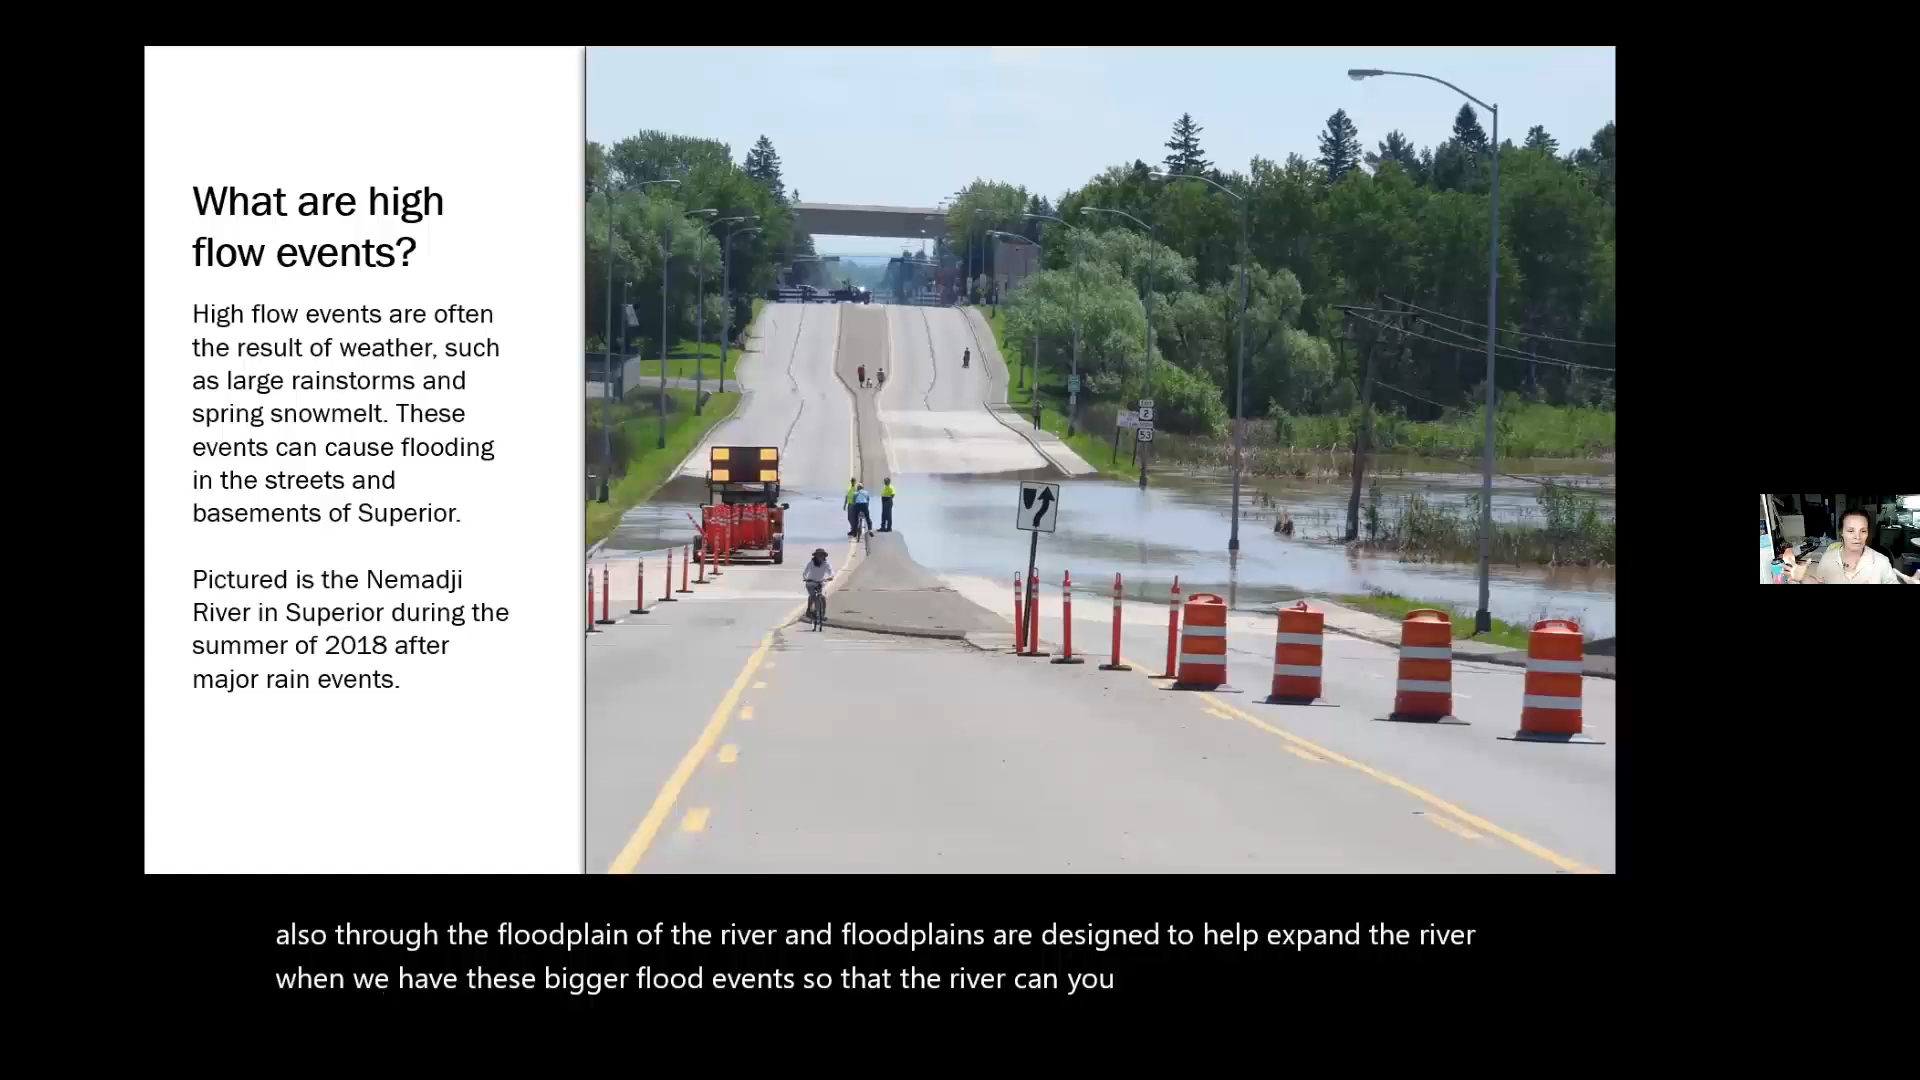 What are high
flow events?
High flow events are often
the result of weather, such
as large rainstorms and
spring snowmelt. These
events can cause flooding
in the streets and
basements of Superior.
Pictured is the Nemadji
River in Superior during the
summer of 2018 after
major rain events.
2
53
also through the floodplain of the river and floodplains are designed to help expand the river
when we have these bigger flood events so that the river can you